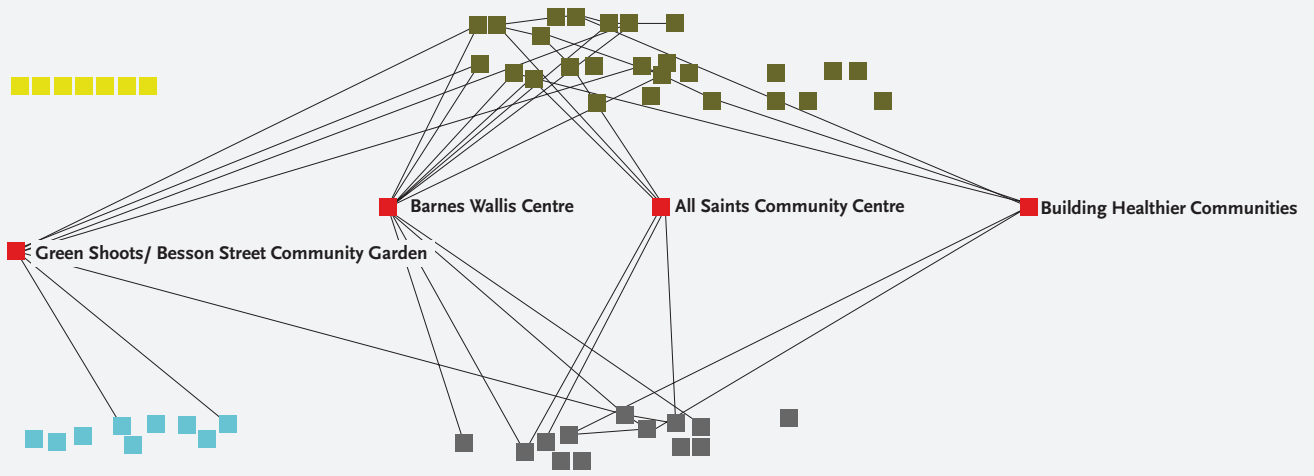 Barnes Wallis Centre
All Saints Community Centre
Building Healthier Communities
Green Shoots/ Besson Street Community Garden